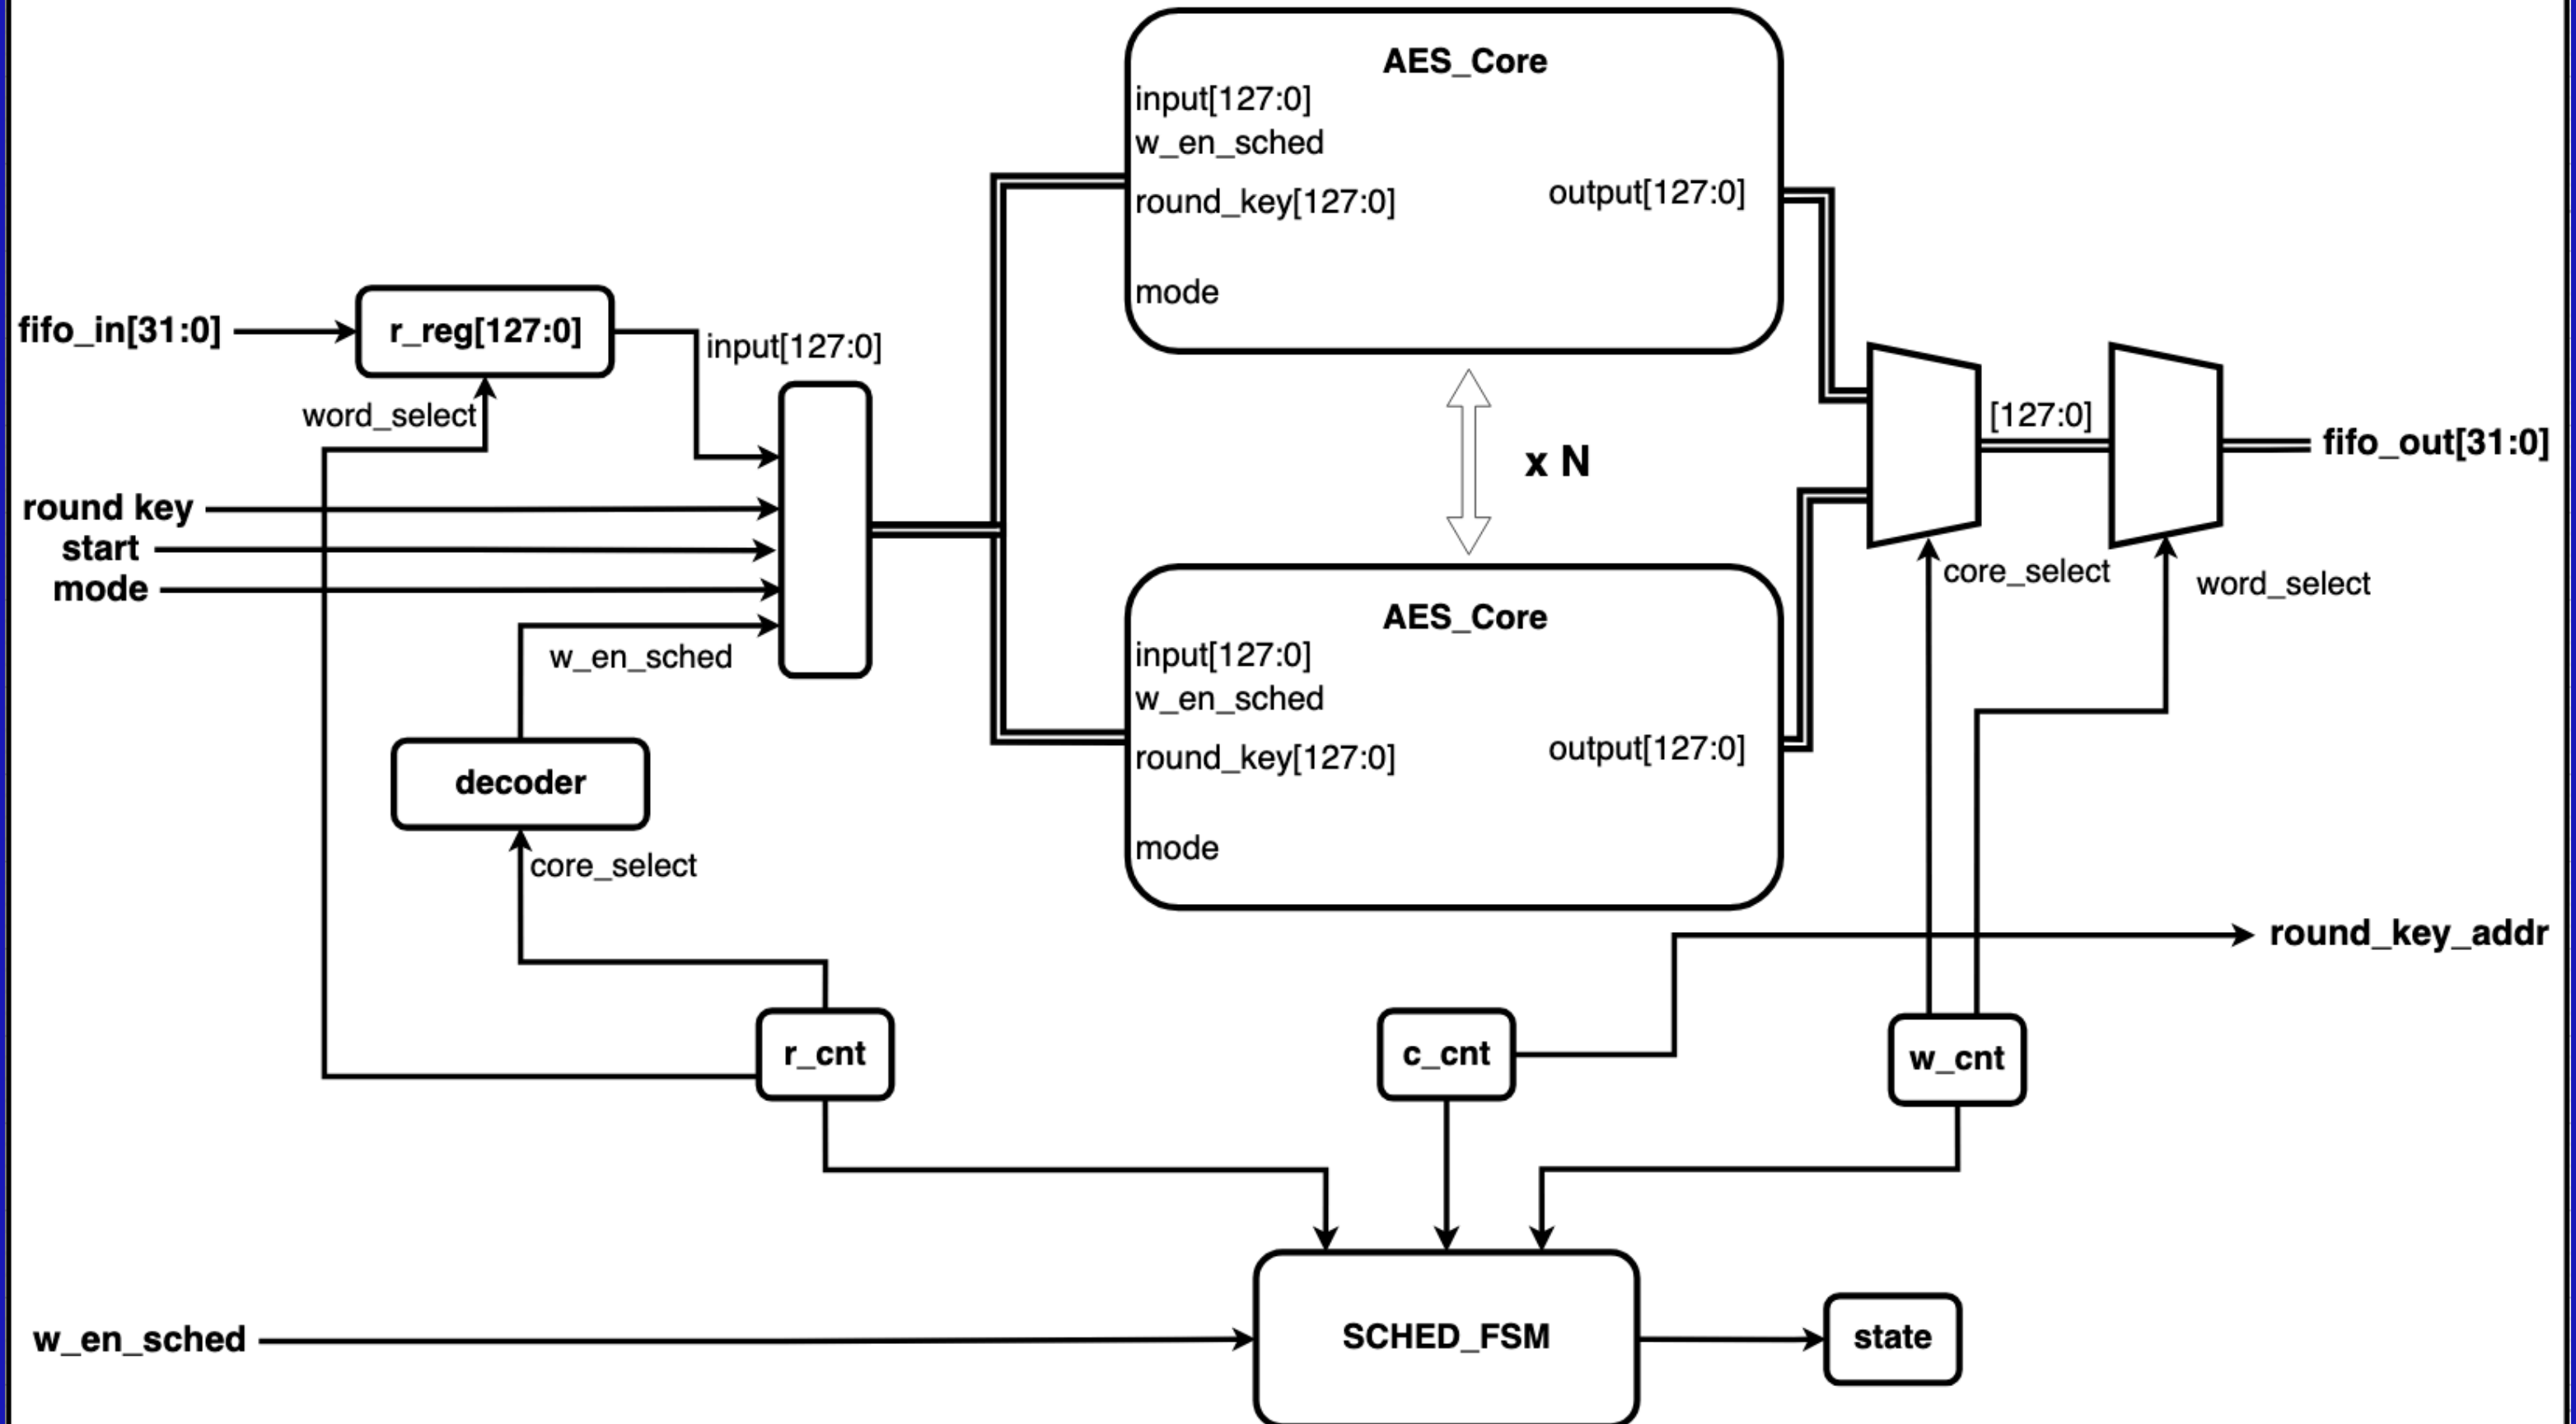 AES_Core
input[127:0]
w_en_sched
round_key[127:0]
output[127:0]
mode
fifo_in[31:0]
r_reg[127:0]
input[127:0]
word_select
round key
start
mode
w_en_sched
decoder
core_select
x N
[127:0]
fifo_out[31:0]
core_select
word_select
AES_Core
input[127:0]
w_en_sched
round_key[127:0]
output[127:0]
mode
round_key_addr
r_cnt
c_cnt
w_cnt
w_en_sched
SCHED_FSM
state